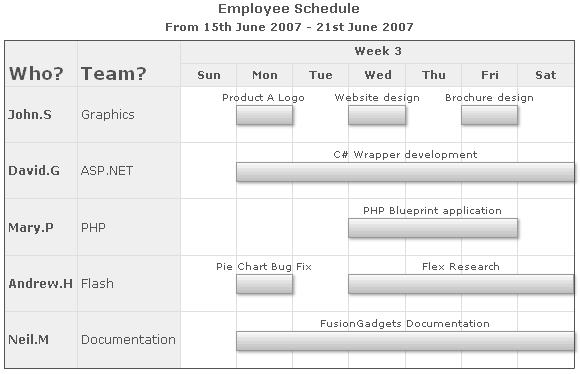 Employee Schedule
From 15th June 2007 - 21st June 2007
Week 3
Who? Team? Sun Mon Tue Wed Thu Fri Sat
Product A Logo Website design Brochure design
John.S Graphics
C# Wrapper development
David.G ASP.NET
PHP Blueprint application
Mary.P PHP
Pie Chart Bug Fix Flex Research
Andrew.H Flash
FusionGadgets Documentation
Neil.M Documentation